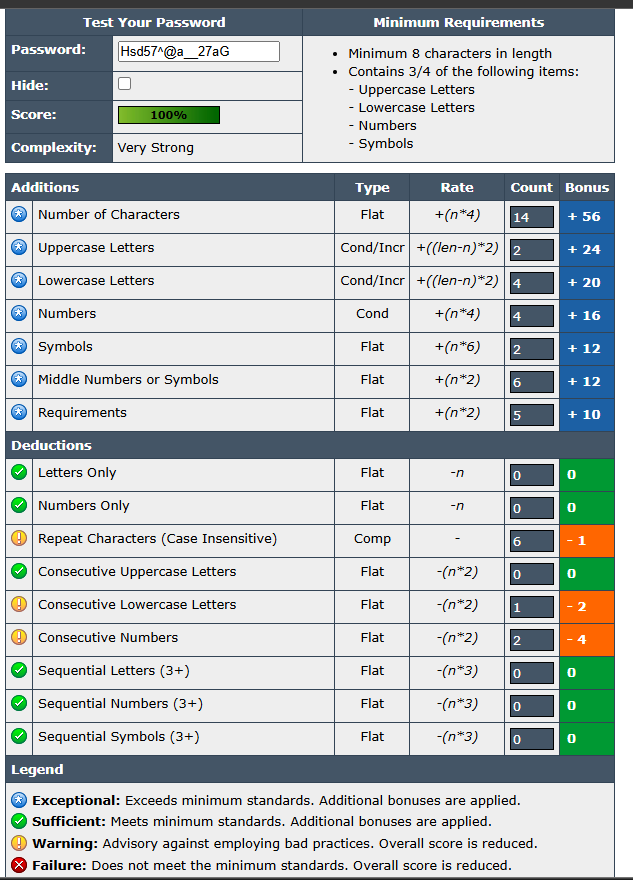 Test Your Password
Minimum Requirements
Password: Hsd57^@a__27aG
Hide:
Score: 100%
Complexity: Very Strong
• Minimum 8 characters in length
• Contains 3/4 of the following items:
- Uppercase Letters
- Lowercase Letters
- Numbers
- Symbols
Additions Type Rate Count Bonus
Number of Characters Flat +(n*4) 14 + 56
Uppercase Letters Cond/Incr +((len-n)*2) 2 + 24
Lowercase Letters Cond/Incr +((len-n)*2) 4 + 20
Numbers Cond +(n*4) 4 + 16
Symbols Flat +(n*6) 2 + 12
Middle Numbers or Symbols Flat +(n*2) 6 + 12
Requirements Flat +(n*2) 5 + 10
Deductions
Letters Only Flat -n 0 0
Numbers Only Flat -n 0 0
Repeat Characters (Case Insensitive) Comp - 6 - 1
Consecutive Uppercase Letters Flat -(n*2) 0 0
Consecutive Lowercase Letters Flat -(n*2) 1 - 2
Consecutive Numbers Flat -(n*2) 2 - 4
Sequential Letters (3+) Flat -(n*3) 0 0
Sequential Numbers (3+) Flat -(n*3) 0 0
Sequential Symbols (3+) Flat -(n*3) 0 0
Legend
Exceptional: Exceeds minimum standards. Additional bonuses are applied.
Sufficient: Meets minimum standards. Additional bonuses are applied.
Warning: Advisory against employing bad practices. Overall score is reduced.
Failure: Does not meet the minimum standards. Overall score is reduced.